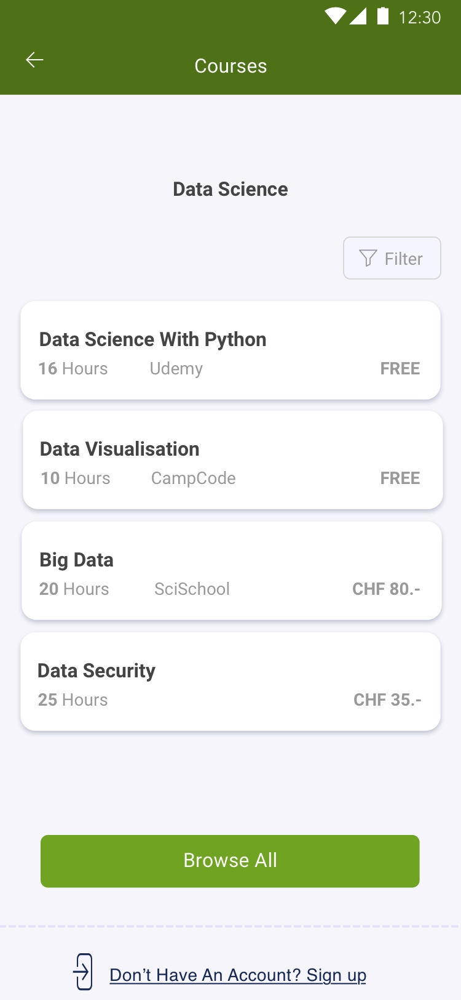 12:30
Courses
Data Science
Filter
Data Science With Python
16 Hours Udemy FREE
Data Visualisation
10 Hours CampCode FREE
Big Data
20 Hours SciSchool CHF 80.-
Data Security
25 Hours CHF 35.-
Browse All
Don’t Have An Account? Sign up